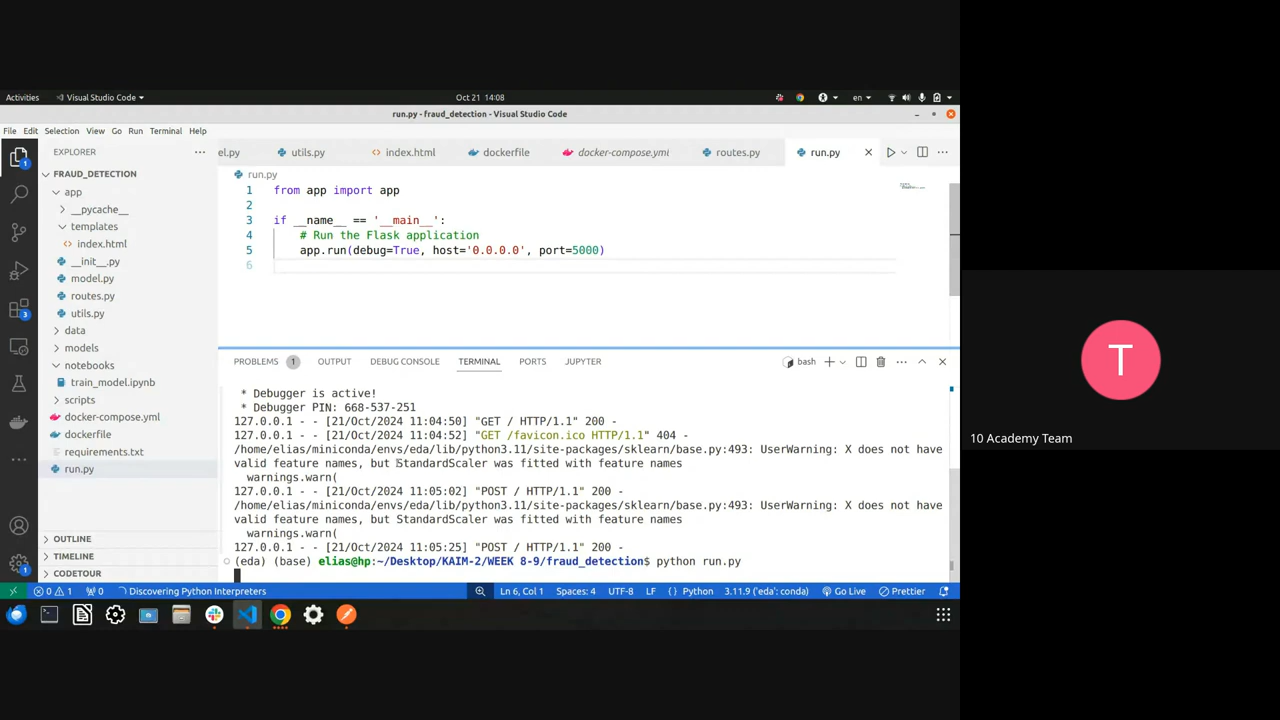 Activities
Visual Studio Code
Oct 21 14:08
en
run.py - fraud_detection - Visual Studio Code
File Edit Selection View Go Run Terminal Help
EXPLORER
el.py utils.py index.html dockerfile docker-compose.yml routes.py run.py
FRAUD_DETECTION
app
__pycache__
templates
index.html
__init__.py
model.py
routes.py
utils.py
data
models
notebooks
train_model.ipynb
scripts
docker-compose.yml
dockerfile
requirements.txt
run.py
OUTLINE
TIMELINE
CODETOUR
1
3
1
run.py
1 from app import app
2
3 if __name__ == '__main__':
4 # Run the Flask application
5 app.run(debug=True, host='0.0.0.0', port=5000)
6
PROBLEMS 1 OUTPUT DEBUG CONSOLE TERMINAL PORTS JUPYTER
bash
* Debugger is active!
* Debugger PIN: 668-537-251
127.0.0.1 - - [21/Oct/2024 11:04:50] "GET / HTTP/1.1" 200 -
127.0.0.1 - - [21/Oct/2024 11:04:52] "GET /favicon.ico HTTP/1.1" 404 -
/home/elias/miniconda/envs/eda/lib/python3.11/site-packages/sklearn/base.py:493: UserWarning: X does not have
valid feature names, but StandardScaler was fitted with feature names
warnings.warn(
127.0.0.1 - - [21/Oct/2024 11:05:02] "POST / HTTP/1.1" 200 -
/home/elias/miniconda/envs/eda/lib/python3.11/site-packages/sklearn/base.py:493: UserWarning: X does not have
valid feature names, but StandardScaler was fitted with feature names
warnings.warn(
127.0.0.1 - - [21/Oct/2024 11:05:25] "POST / HTTP/1.1" 200 -
(eda) (base) elias@hp:~/Desktop/KAIM-2/WEEK 8-9/fraud_detection$ python run.py
0 1 0 Discovering Python Interpreters Ln 6, Col 1 Spaces: 4 UTF-8 LF { } Python 3.11.9 ('eda': conda) Go Live Prettier
T
10 Academy Team